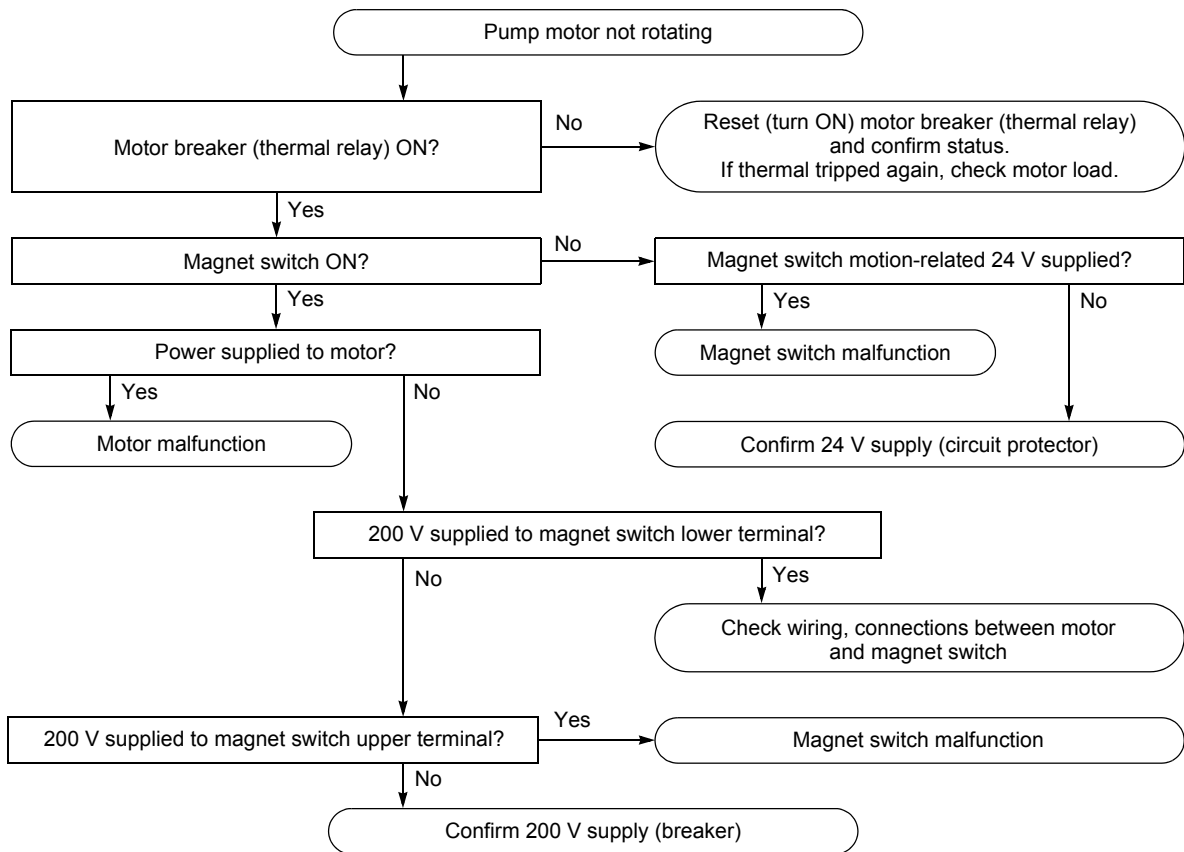 Pump motor not rotating
Motor breaker (thermal relay) ON?
No
Reset (turn ON) motor breaker (thermal relay)
and confirm status.
If thermal tripped again, check motor load.
Yes
Magnet switch ON?
No
Magnet switch motion-related 24 V supplied?
Yes
Yes
No
Power supplied to motor?
Magnet switch malfunction
Yes
No
Motor malfunction
Confirm 24 V supply (circuit protector)
200 V supplied to magnet switch lower terminal?
No
Yes
Check wiring, connections between motor
and magnet switch
200 V supplied to magnet switch upper terminal?
Yes
Magnet switch malfunction
No
Confirm 200 V supply (breaker)